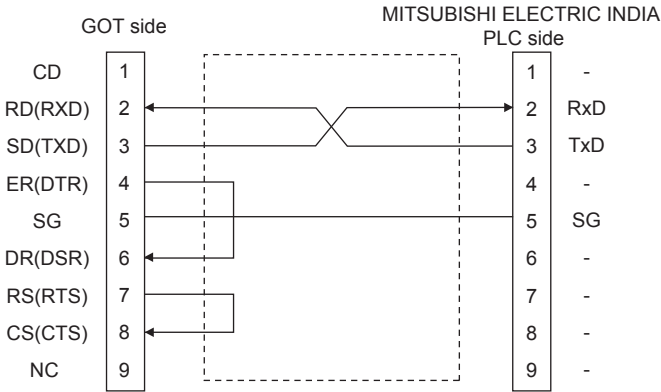 MITSUBISHI ELECTRIC INDIA
GOT side PLC side
CD 1 1 -
RD(RXD) 2 2 RxD
SD(TXD) 3 3 TxD
ER(DTR) 4 4 -
SG 5 5 SG
DR(DSR) 6 6 -
RS(RTS) 7 7 -
CS(CTS) 8 8 -
NC 9 9 -